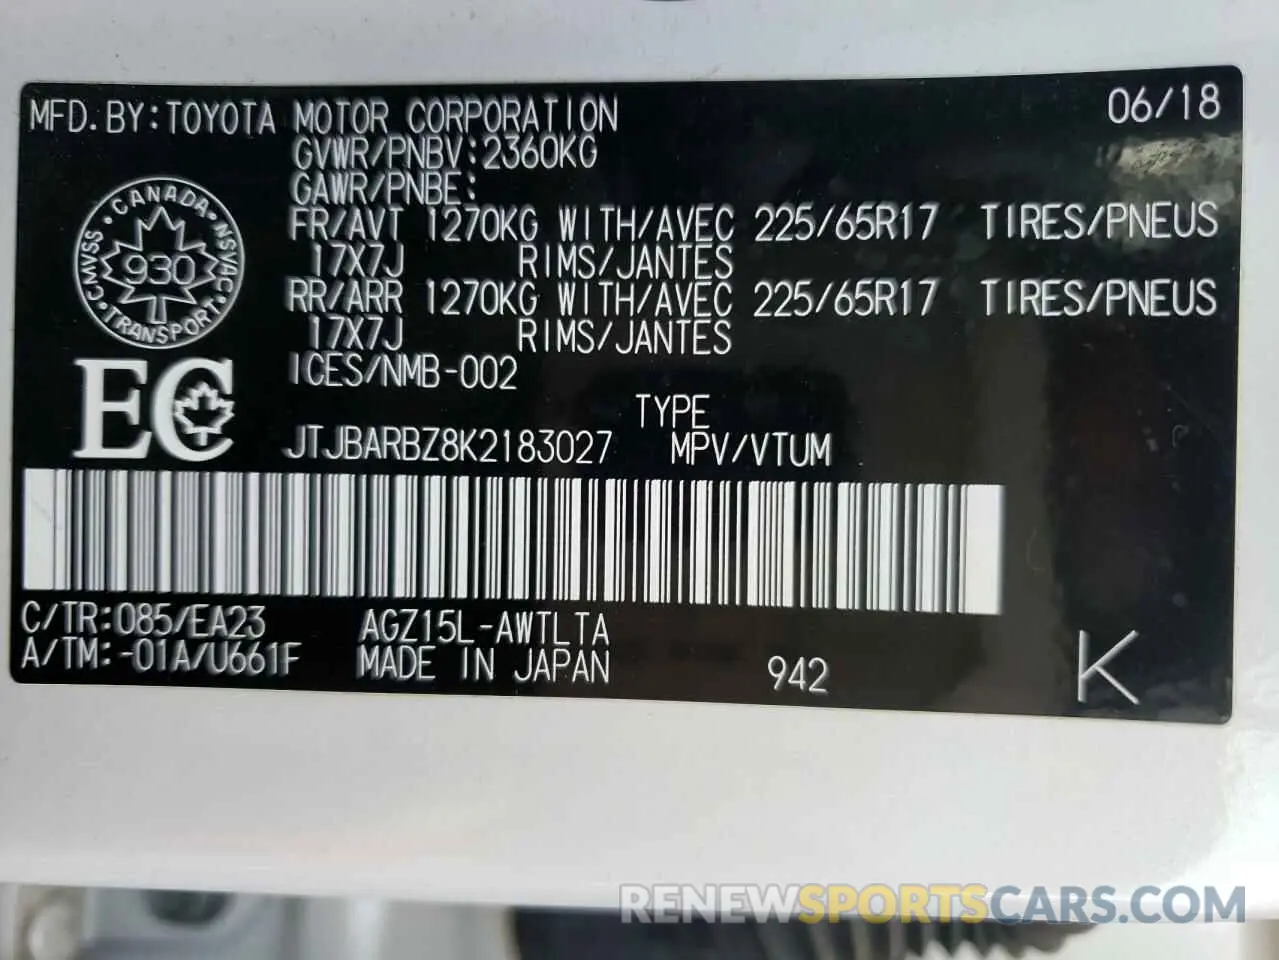 MFD. BY: TOYOTA MOTOR CORPORATION 06/18
GVWR/PNBV: 2360KG
GAWR/PNBE:
FR/AVT 1270KG WITH/AVEC 225/65R17 TIRES/PNEUS
17X7J RIMS/JANTES
RR/ARR 1270KG WITH/AVEC 225/65R17 TIRES/PNEUS
17X7J RIMS/JANTES
ICES/NMB-002
CANADA • NSVAC • TRANSPORT • CMVSS •
930
EC
TYPE
JTJBARBZ8K2183027 MPV/VTUM
C/TR: 085/EA23 AGZ15L-AWTLTA
A/TM: -01A/U661F MADE IN JAPAN 942 K
RENEWSPORTSCARS.COM